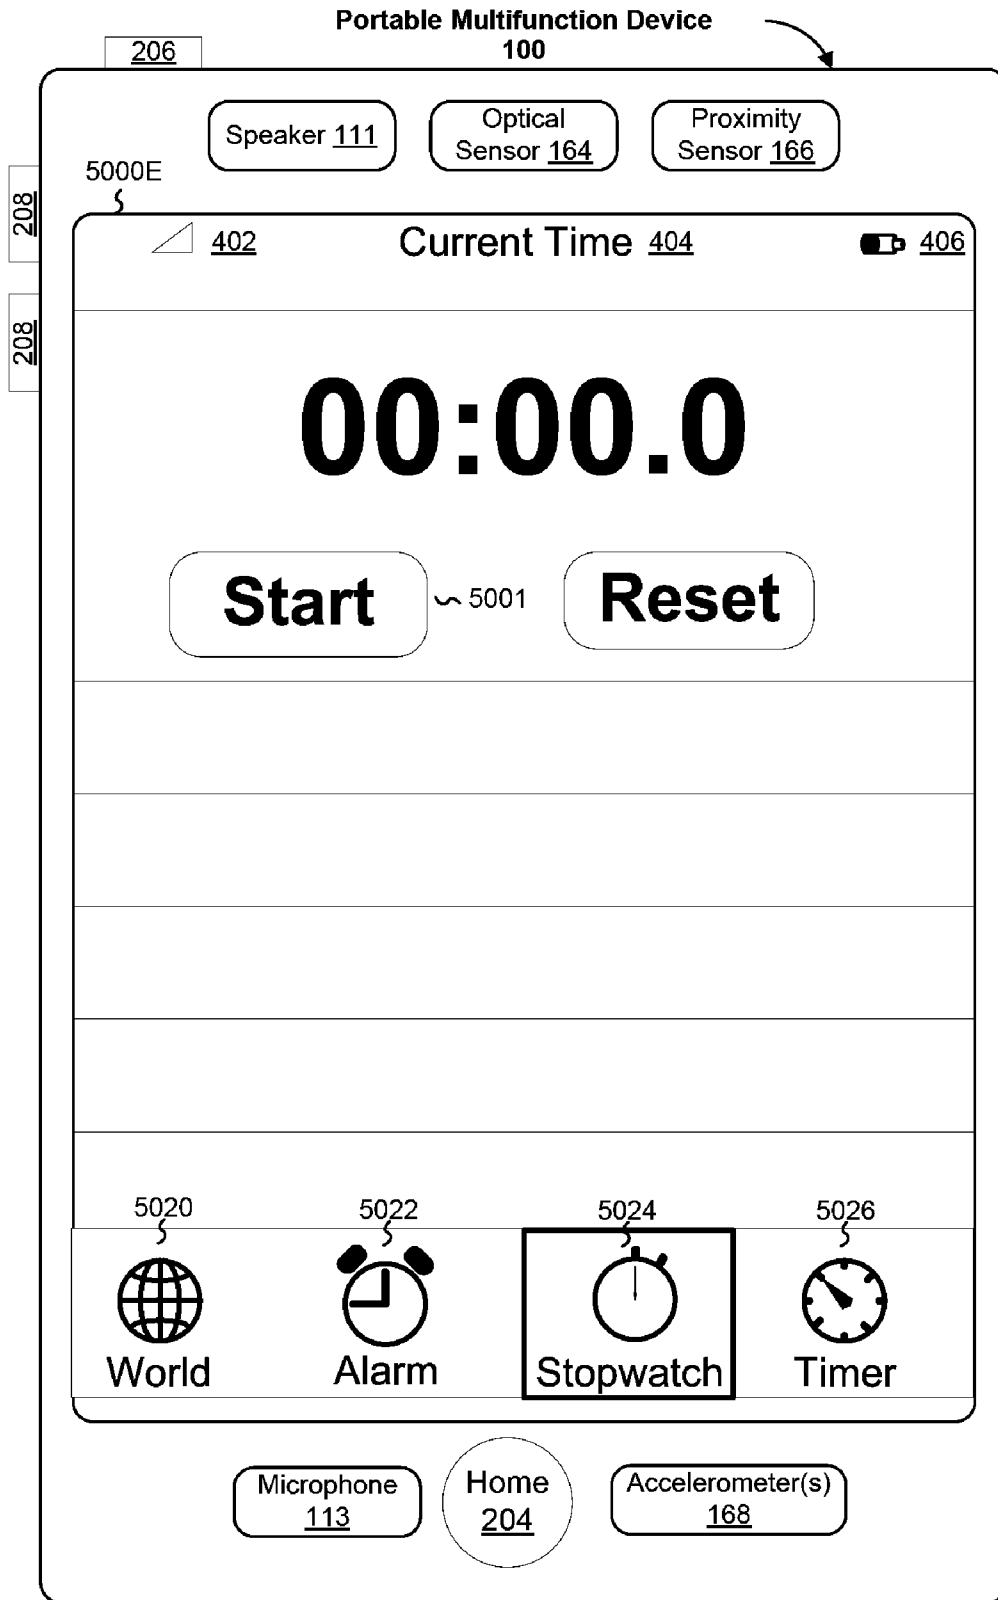 Portable Multifunction Device
100
206
Speaker 111
Optical
Sensor 164
Proximity
Sensor 166
5000E
208
208
402
Current Time 404
406
00:00.0
Start
5001
Reset
5020
5022
5024
5026
World
Alarm
Stopwatch
Timer
Microphone
113
Home
204
Accelerometer(s)
168